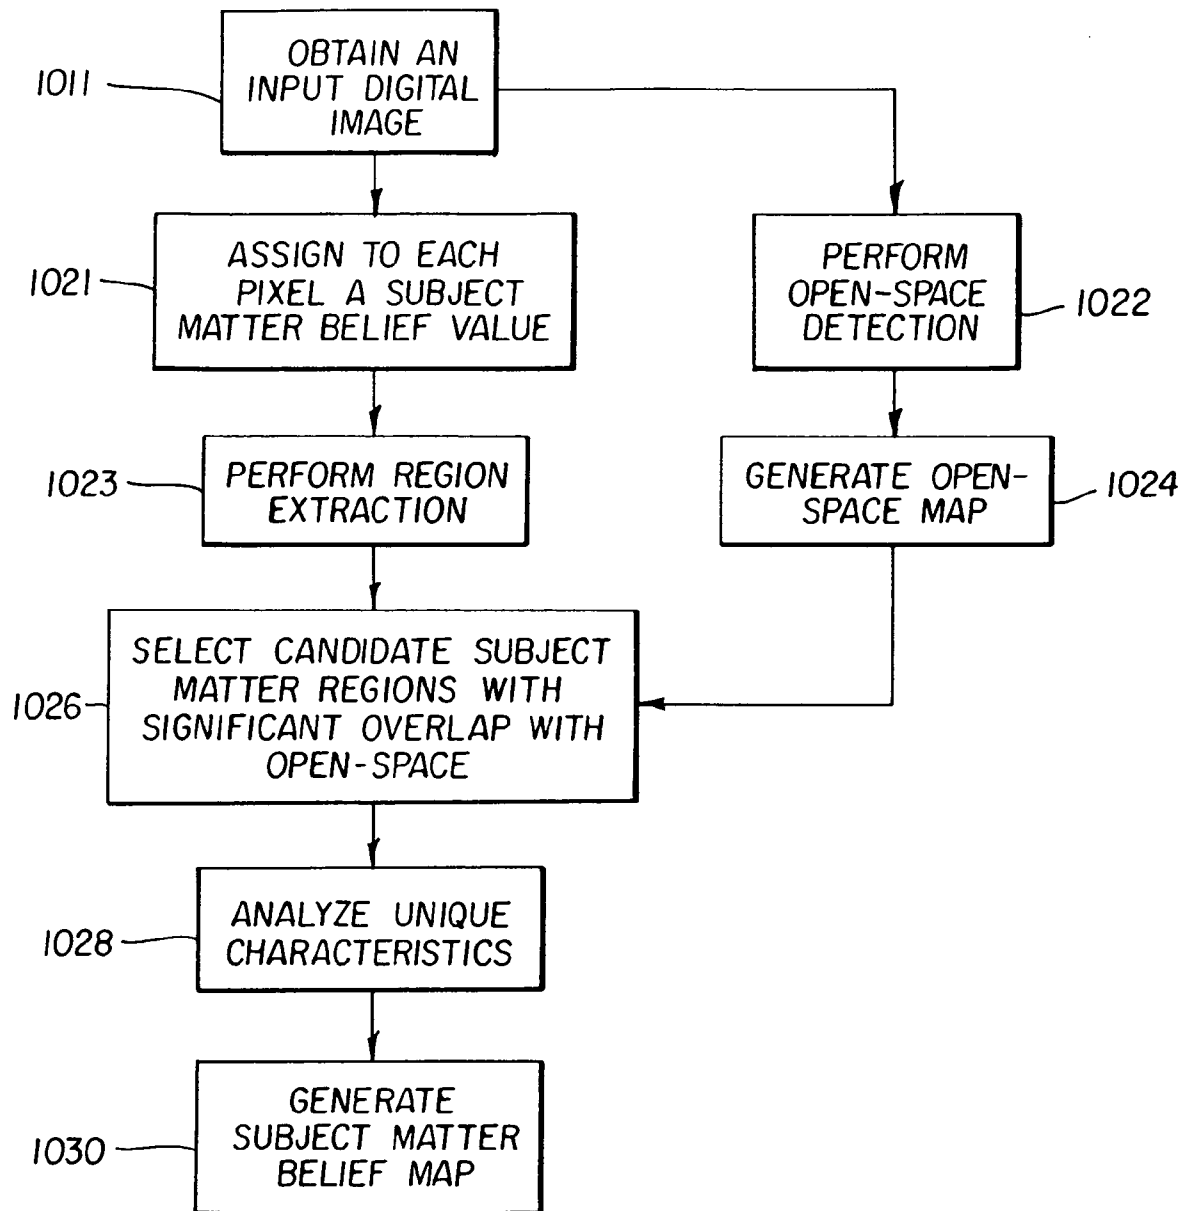 1011
OBTAIN AN
INPUT DIGITAL
IMAGE
1021
ASSIGN TO EACH
PIXEL A SUBJECT
MATTER BELIEF VALUE
PERFORM
OPEN-SPACE
DETECTION
1022
1023
PERFORM REGION
EXTRACTION
GENERATE OPEN-
SPACE MAP
1024
1026
SELECT CANDIDATE SUBJECT
MATTER REGIONS WITH
SIGNIFICANT OVERLAP WITH
OPEN-SPACE
1028
ANALYZE UNIQUE
CHARACTERISTICS
1030
GENERATE
SUBJECT MATTER
BELIEF MAP